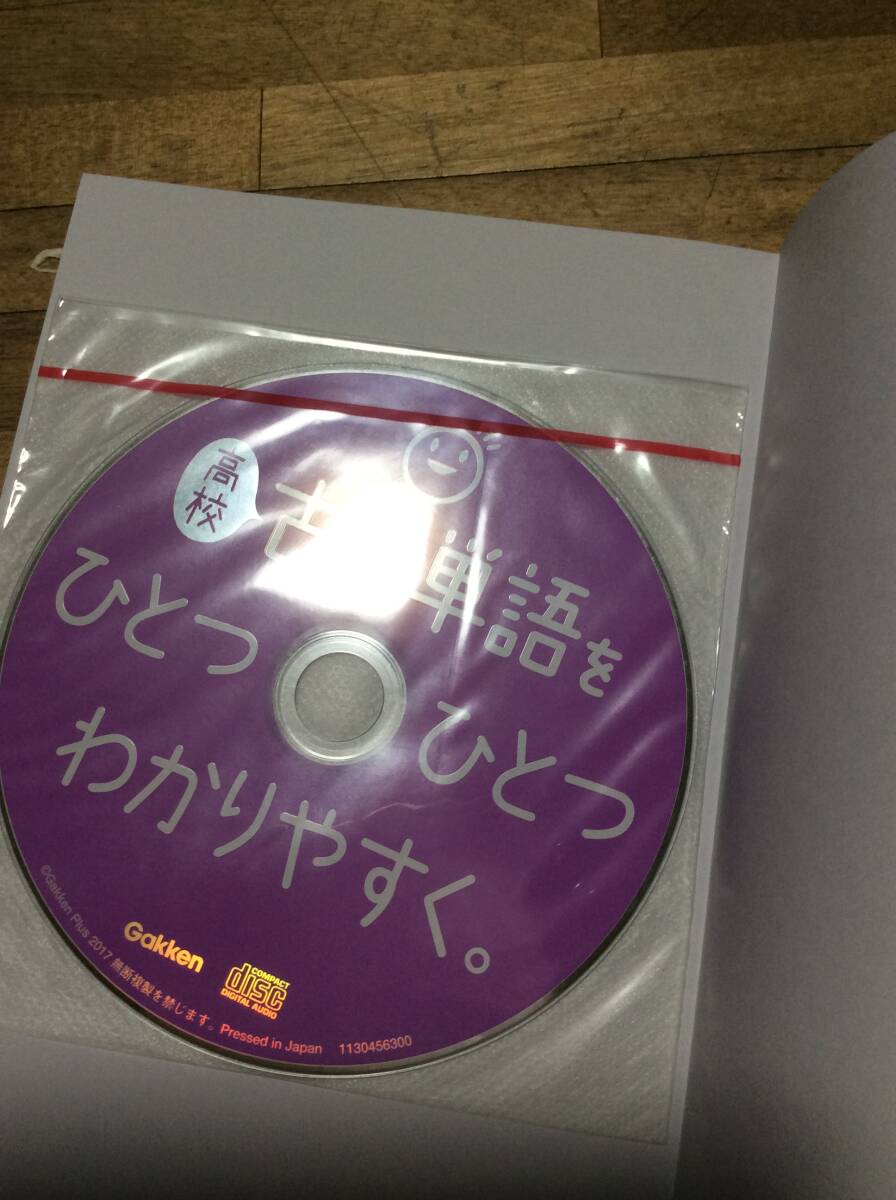 高校
古 単語を
ひとつ ひとつ
わかりやすく。
Gakken
COMPACT
disc
DIGITAL AUDIO
©Gakken Plus 2017 無断複製を禁じます。Pressed in Japan 1130456300